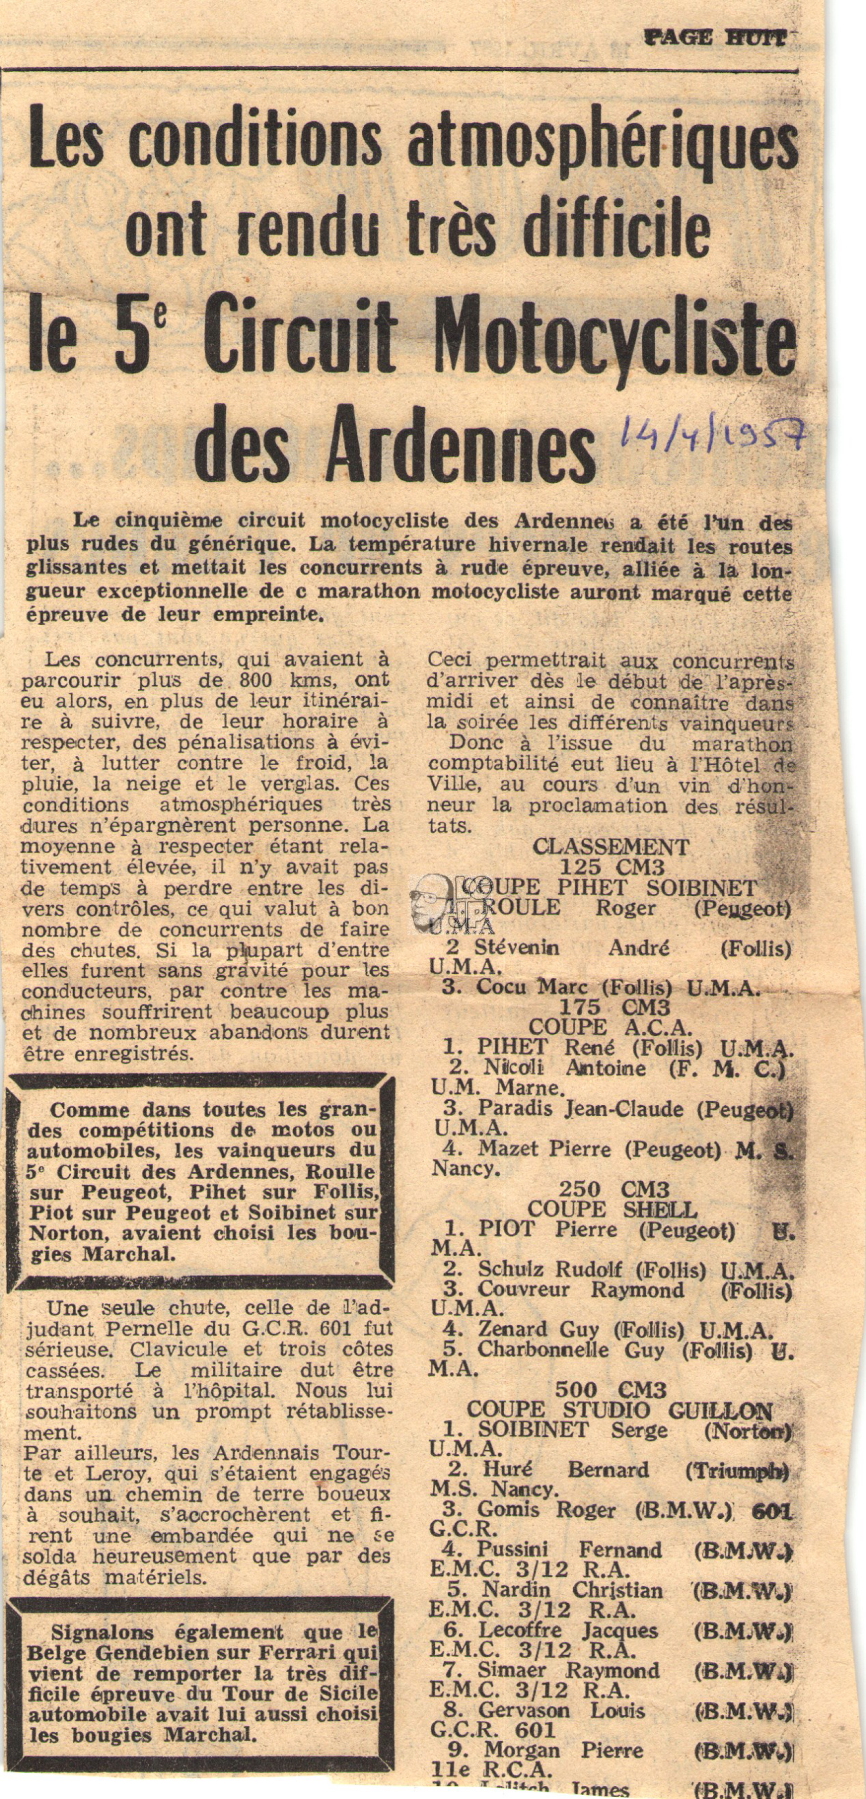 PAGE HUIT
Les conditions atmosphériques
ont rendu très difficile
le 5e Circuit Motocycliste
des Ardennes
14/4/1957
Le cinquième circuit motocycliste des Ardennes a été l'un des
plus rudes du générique. La température hivernale rendait les routes
glissantes et mettait les concurrents à rude épreuve, alliée à la lon-
gueur exceptionnelle de c marathon motocycliste auront marqué cette
épreuve de leur empreinte.
Les concurrents, qui avaient à
parcourir plus de 800 kms, ont
eu alors, en plus de leur itinérai-
re à suivre, de leur horaire à
respecter, des pénalisations à évi-
ter, à lutter contre le froid, la
pluie, la neige et le verglas. Ces
conditions atmosphériques très
dures n'épargnèrent personne. La
moyenne à respecter étant rela-
tivement élevée, il n'y avait pas
de temps à perdre entre les di-
vers contrôles, ce qui valut à bon
nombre de concurrents de faire
des chutes. Si la plupart d'entre
elles furent sans gravité pour les
conducteurs, par contre les ma-
chines souffrirent beaucoup plus
et de nombreux abandons durent
être enregistrés.
Comme dans toutes les gran-
des compétitions de motos ou
automobiles, les vainqueurs du
5e Circuit des Ardennes, Roulle
sur Peugeot, Pihet sur Follis,
Piot sur Peugeot et Soibinet sur
Norton, avaient choisi les bou-
gies Marchal.
Une seule chute, celle de l'ad-
judant Pernelle du G.C.R. 601 fut
sérieuse. Clavicule et trois côtes
cassées. Le militaire dut être
transporté à l'hôpital. Nous lui
souhaitons un prompt rétablisse-
ment.
Par ailleurs, les Ardennais Tour-
te et Leroy, qui s'étaient engagés
dans un chemin de terre boueux
à souhait, s'accrochèrent et fi-
rent une embardée qui ne se
solda heureusement que par des
dégâts matériels.
Signalons également que le
Belge Gendebien sur Ferrari qui
vient de remporter la très dif-
ficile épreuve du Tour de Sicile
automobile avait lui aussi choisi
les bougies Marchal.
Ceci permettrait aux concurrents
d'arriver dès le début de l'après-
midi et ainsi de connaître dans
la soirée les différents vainqueurs
Donc à l'issue du marathon
comptabilité eut lieu à l'Hôtel de
Ville, au cours d'un vin d'hon-
neur la proclamation des résul-
tats.
CLASSEMENT
125 CM3
COUPE PIHET SOIBINET
ROULE Roger (Peugeot)
U.M.A
2 Stévenin André (Follis)
U.M.A.
3. Cocu Marc (Follis) U.M.A.
175 CM3
COUPE A.C.A.
1. PIHET René (Follis) U.M.A.
2. Nicoli Antoine (F. M. C.)
U.M. Marne.
3. Paradis Jean-Claude (Peugeot)
U.M.A.
4. Mazet Pierre (Peugeot) M. S.
Nancy.
250 CM3
COUPE SHELL
1. PIOT Pierre (Peugeot) U.
M.A.
2. Schulz Rudolf (Follis) U.M.A.
3. Couvreur Raymond (Follis)
U.M.A.
4. Zenard Guy (Follis) U.M.A.
5. Charbonnelle Guy (Follis) U.
M.A.
500 CM3
COUPE STUDIO GUILLON
1. SOIBINET Serge (Norton)
U.M.A.
2. Huré Bernard (Triumph)
M.S. Nancy.
3. Gomis Roger (B.M.W.) 601
G.C.R.
4. Pussini Fernand (B.M.W.)
E.M.C. 3/12 R.A.
5. Nardin Christian (B.M.W.)
E.M.C. 3/12 R.A.
6. Lecoffre Jacques (B.M.W.)
E.M.C. 3/12 R.A.
7. Simaer Raymond (B.M.W.)
E.M.C. 3/12 R.A.
8. Gervason Louis (B.M.W.)
G.C.R. 601
9. Morgan Pierre (B.M.W.)
11e R.C.A.
James (B.M.W.)